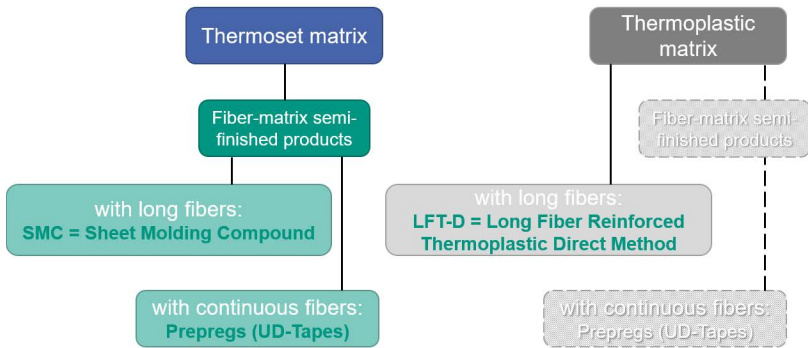 Thermoset matrix
Thermoplastic
matrix
Fiber-matrix semi-
finished products
Fiber-matrix semi-
finished products
with long fibers:
SMC = Sheet Molding Compound
with long fibers:
LFT-D = Long Fiber Reinforced
Thermoplastic Direct Method
with continuous fibers:
Prepregs (UD-Tapes)
with continuous fibers:
Prepregs (UD-Tapes)